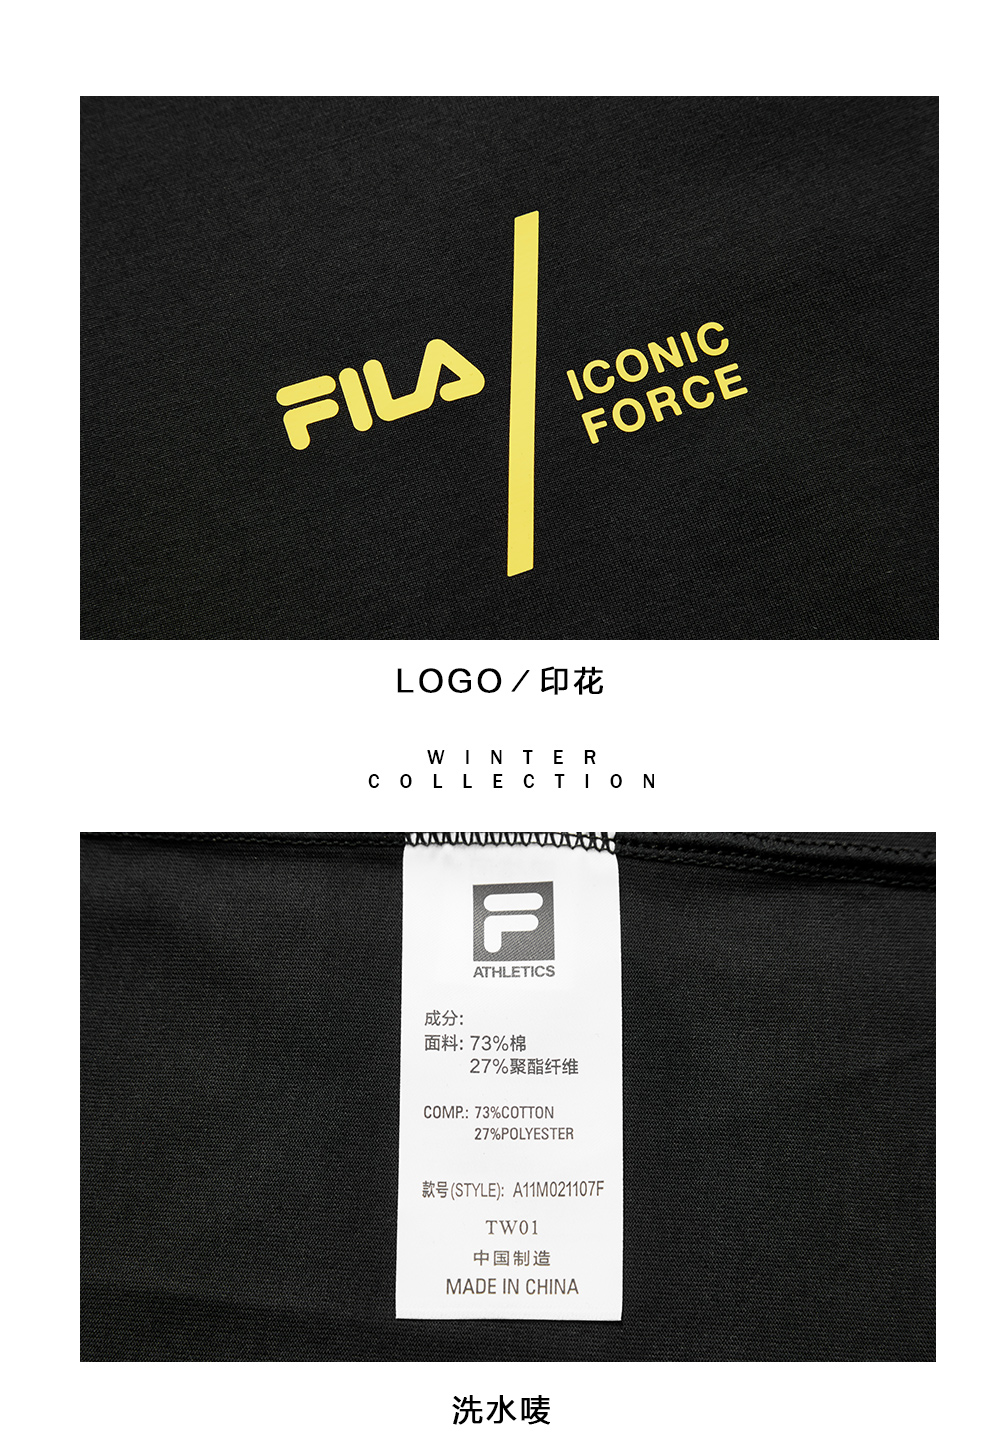 FILA
ICONIC
FORCE
LOGO / 印花
WINTER
COLLECTION
F
ATHLETICS
成分:
面料: 73%棉
27%聚酯纤维
COMP.: 73%COTTON
27%POLYESTER
款号(STYLE): A11M021107F
TW01
中国制造
MADE IN CHINA
洗水唛